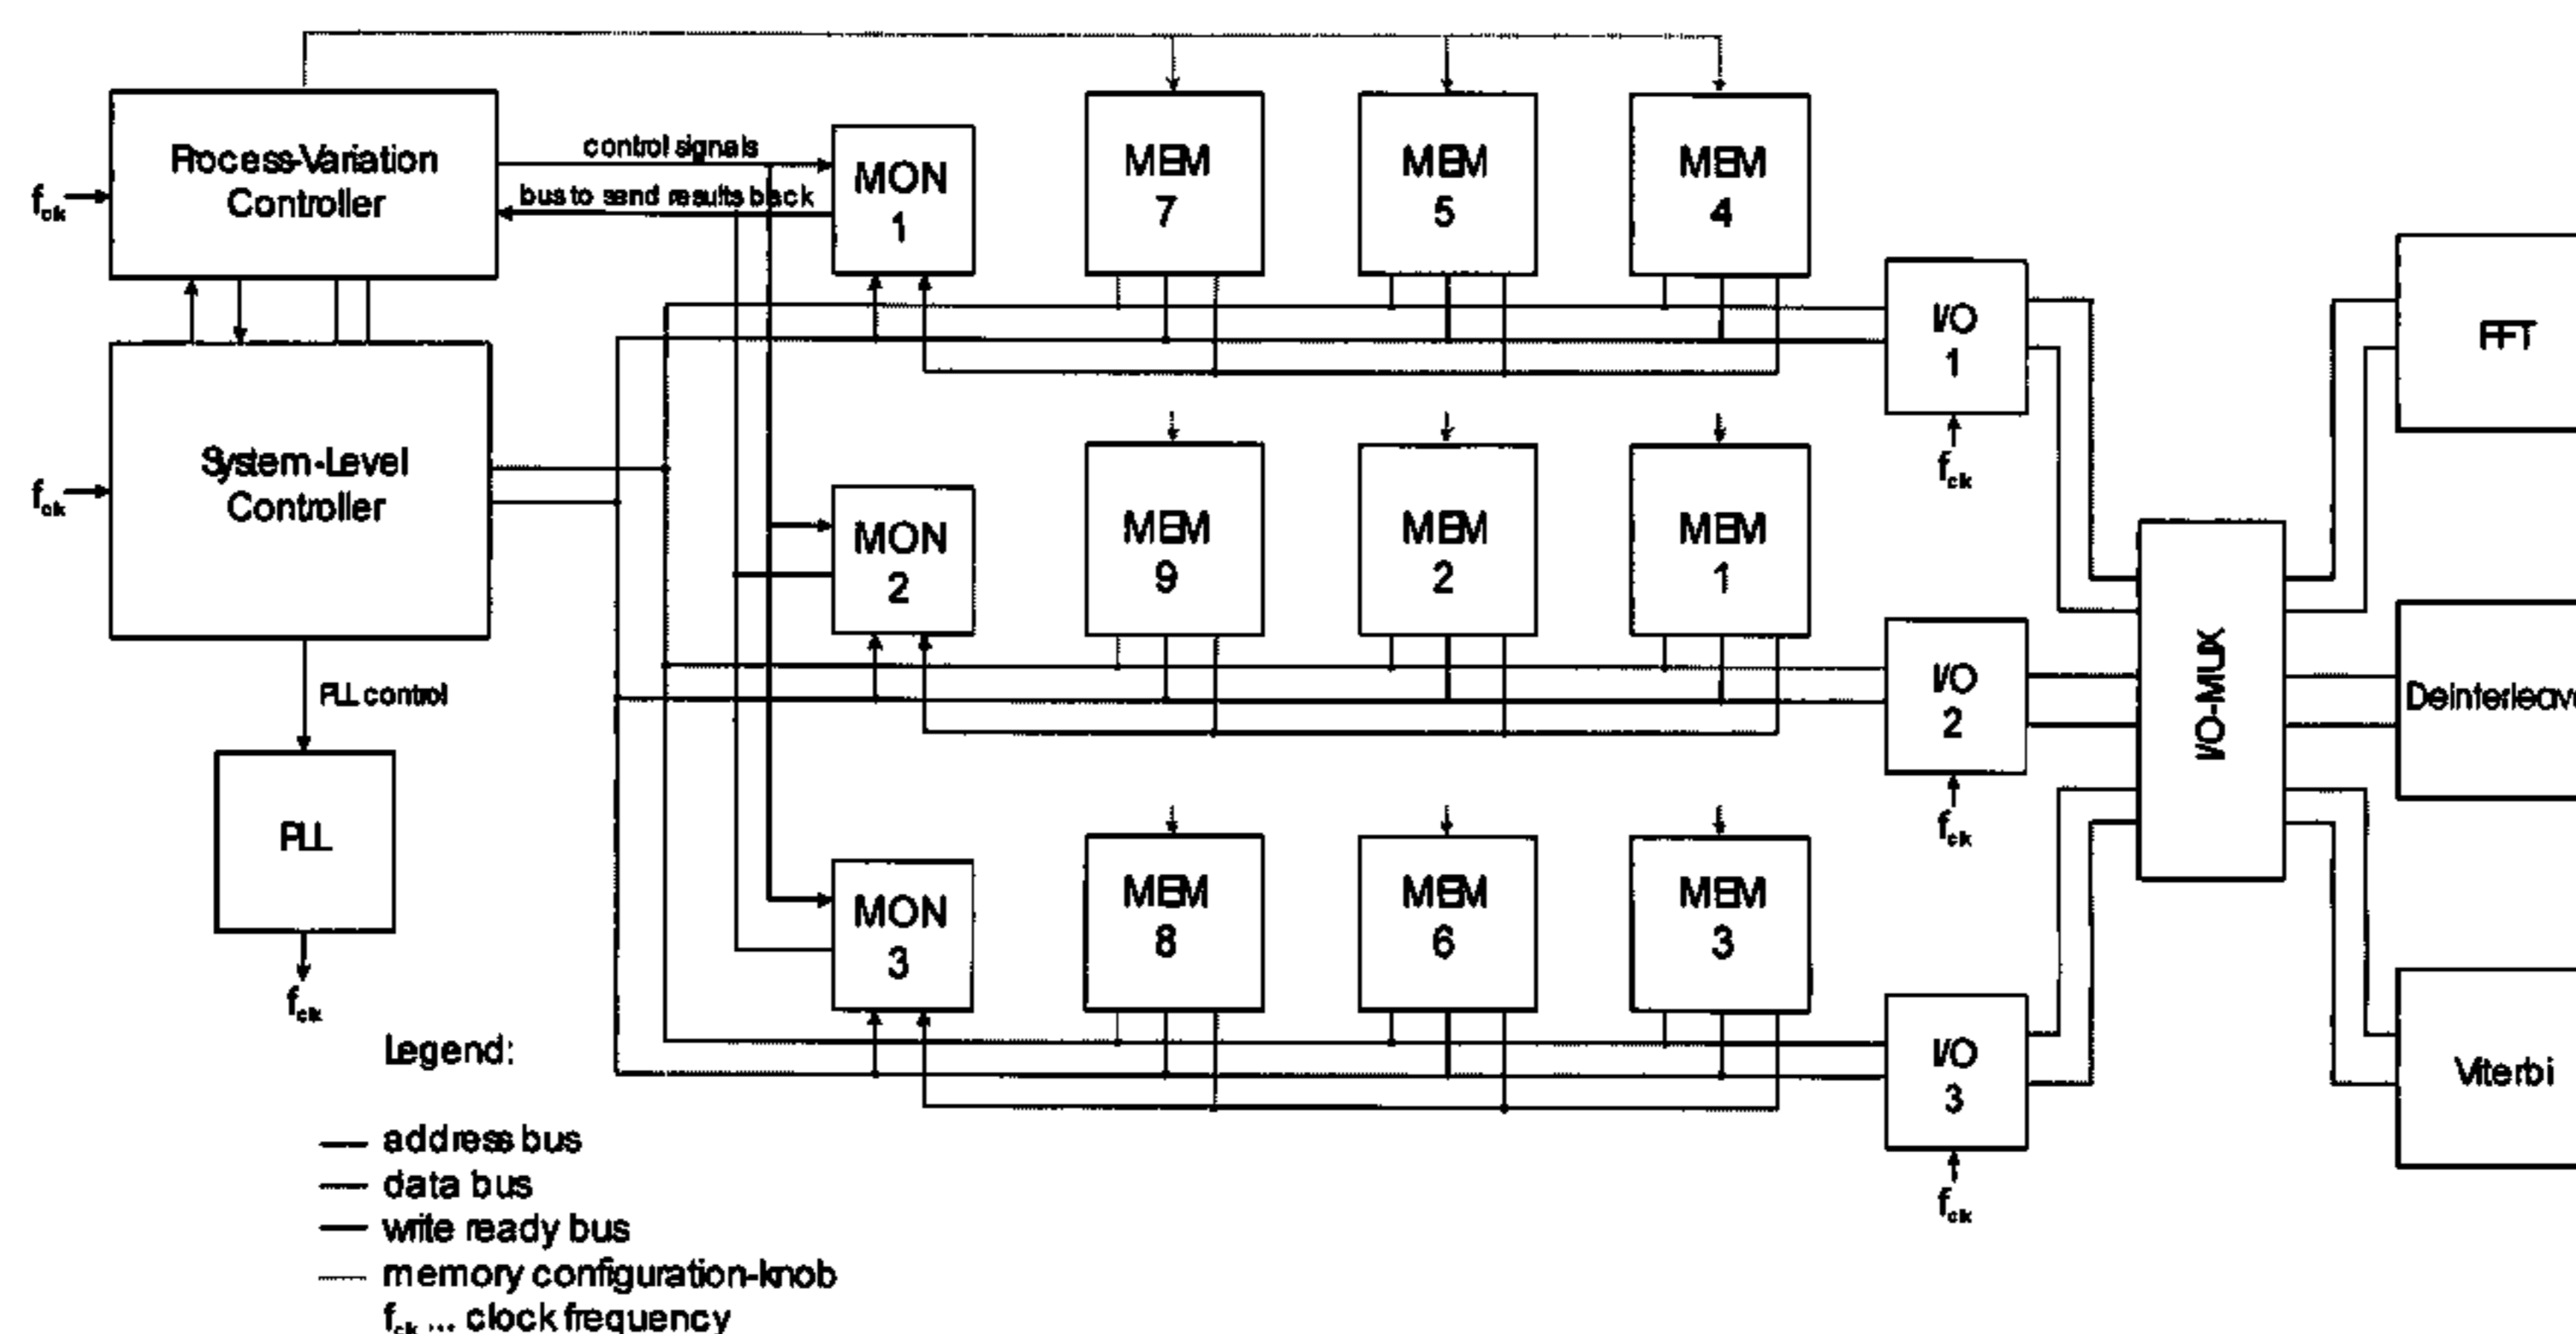 Process-Variation
Controller
control signals
bus to send results back
fclk
MON
1
MEM
7
MEM
5
MEM
4
I/O
1
fclk
FFT
System-Level
Controller
fclk
MON
2
MEM
9
MEM
2
MEM
1
I/O
2
fclk
I/O-MUX
Deinterleave
PLL control
PLL
fclk
MON
3
MEM
8
MEM
6
MEM
3
I/O
3
fclk
Viterbi
Legend:
address bus
data bus
write ready bus
memory configuration-knob
fclk ... clock frequency